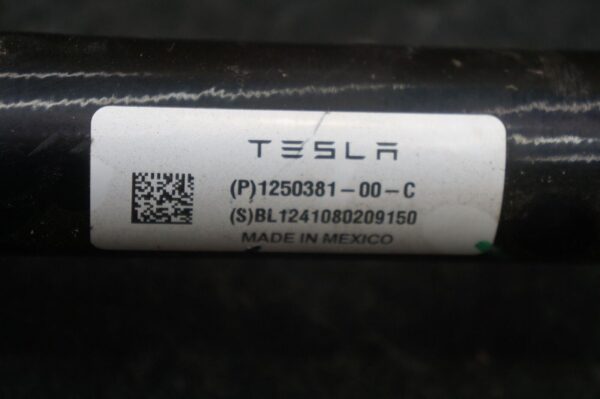 TESLA
(P)1250381-00-C
(S)BL1241080209150
MADE IN MEXICO